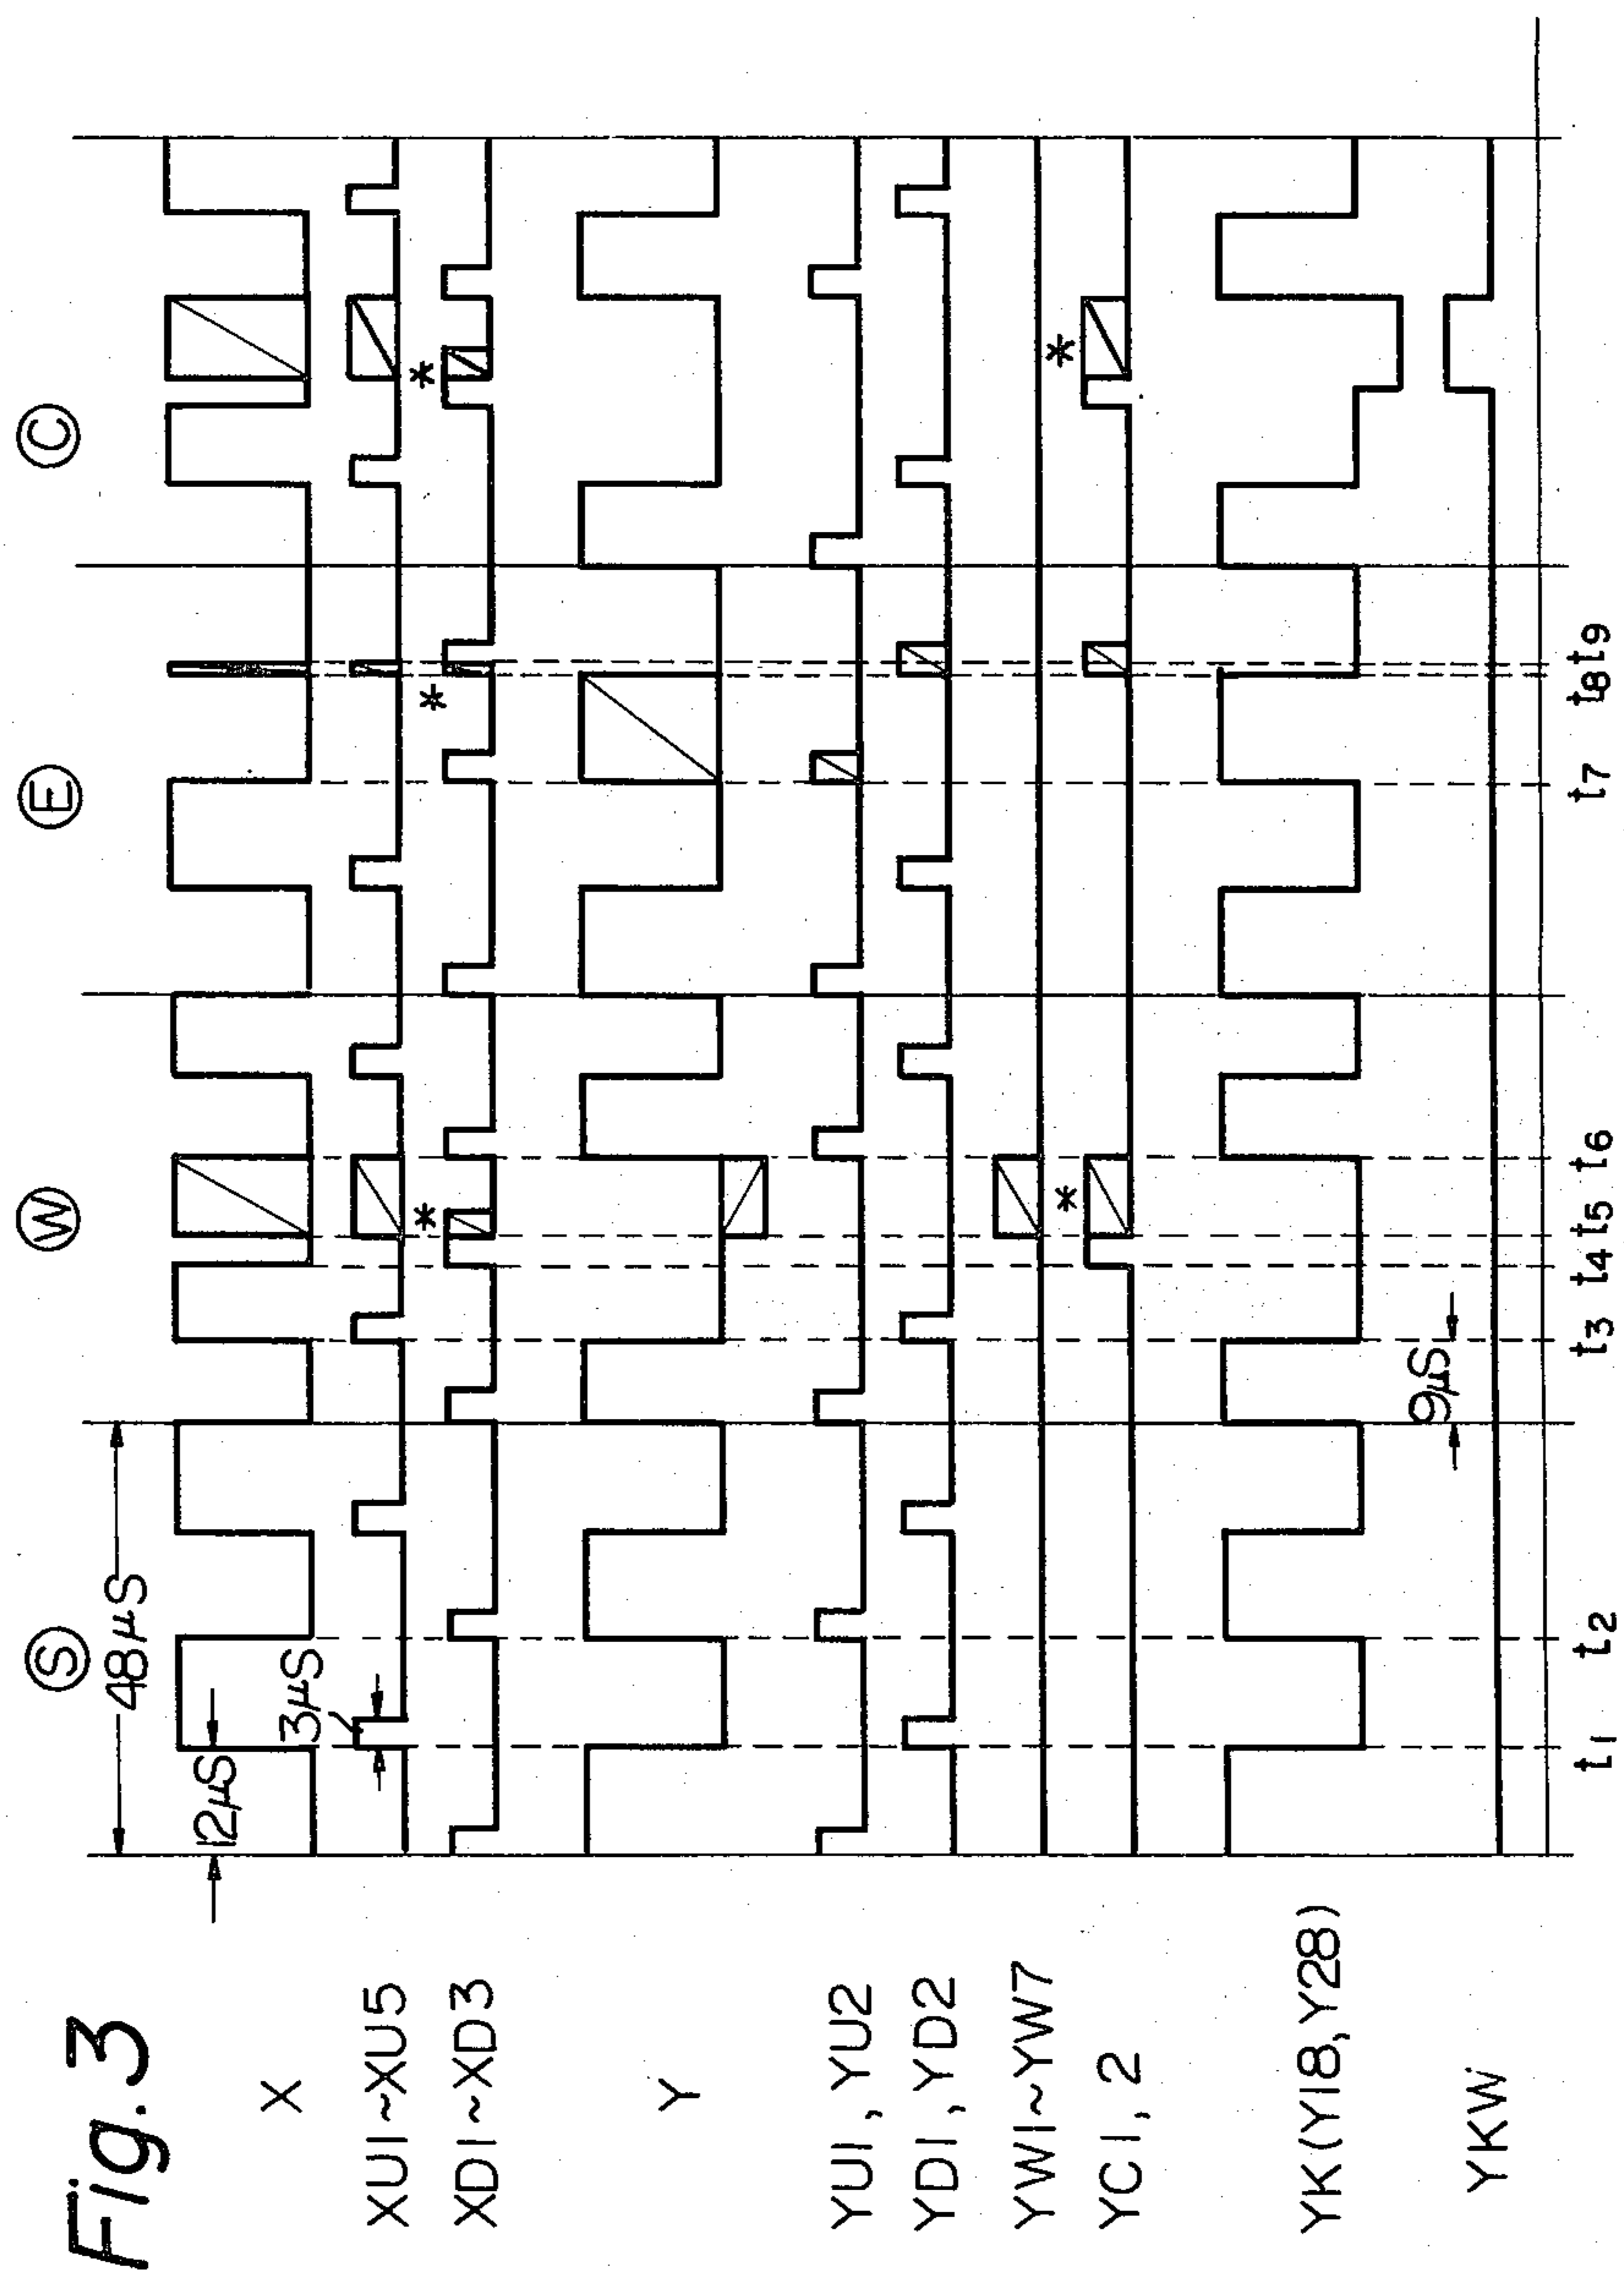 Fig. 3
S
W
E
C
48μS
12μS
3μS
X
XU1~XU5
*
*
*
XD1~XD3
Y
YU1, YU2
YD1, YD2
YW1~YW7
*
*
YC1, 2
YK(Y18, Y28)
9μS
YKW
t1 t2 t3 t4 t5 t6 t7 t8 t9